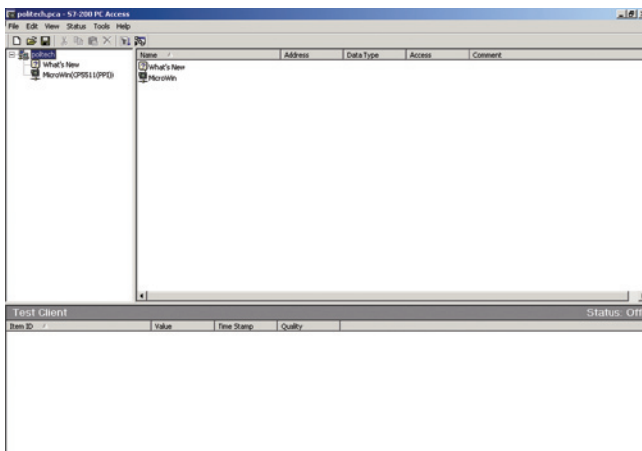 politech.pca - S7-200 PC Access
File Edit View Status Tools Help
politech
What's New
MicroWin(CP5511(PPI))
Name Address Data Type Access Comment
What's New
MicroWin
Test Client Status: Off
Item ID Value Time Stamp Quality